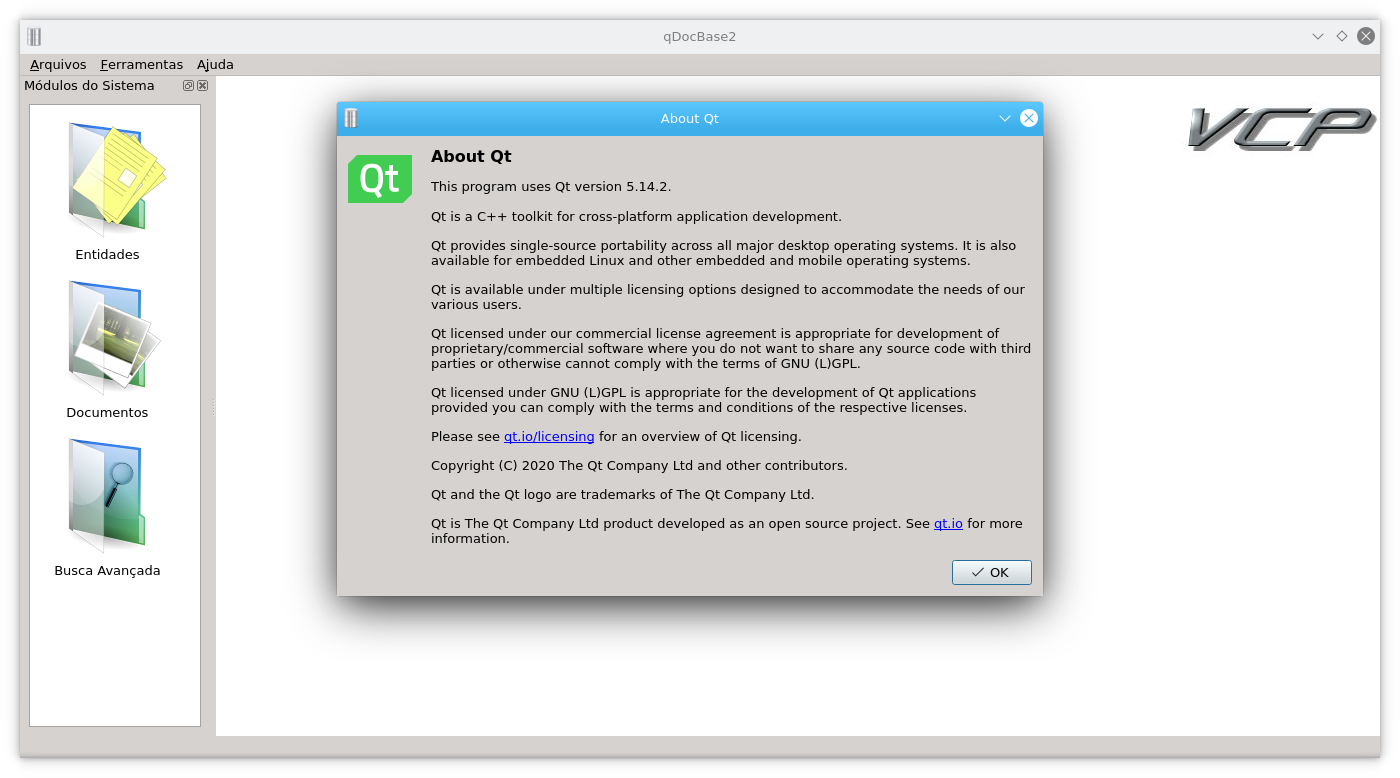 qDocBase2
Arquivos Ferramentas Ajuda
Módulos do Sistema
Entidades
Documentos
Busca Avançada
VCP
About Qt
Qt
About Qt
This program uses Qt version 5.14.2.
Qt is a C++ toolkit for cross-platform application development.
Qt provides single-source portability across all major desktop operating systems. It is also
available for embedded Linux and other embedded and mobile operating systems.
Qt is available under multiple licensing options designed to accommodate the needs of our
various users.
Qt licensed under our commercial license agreement is appropriate for development of
proprietary/commercial software where you do not want to share any source code with third
parties or otherwise cannot comply with the terms of GNU (L)GPL.
Qt licensed under GNU (L)GPL is appropriate for the development of Qt applications
provided you can comply with the terms and conditions of the respective licenses.
Please see qt.io/licensing for an overview of Qt licensing.
Copyright (C) 2020 The Qt Company Ltd and other contributors.
Qt and the Qt logo are trademarks of The Qt Company Ltd.
Qt is The Qt Company Ltd product developed as an open source project. See qt.io for more
information.
OK